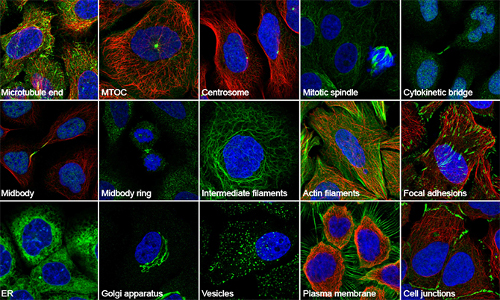 Microtubule end
MTOC
Centrosome
Mitotic spindle
Cytokinetic bridge
Midbody
Midbody ring
Intermediate filaments
Actin filaments
Focal adhesions
ER
Golgi apparatus
Vesicles
Plasma membrane
Cell junctions